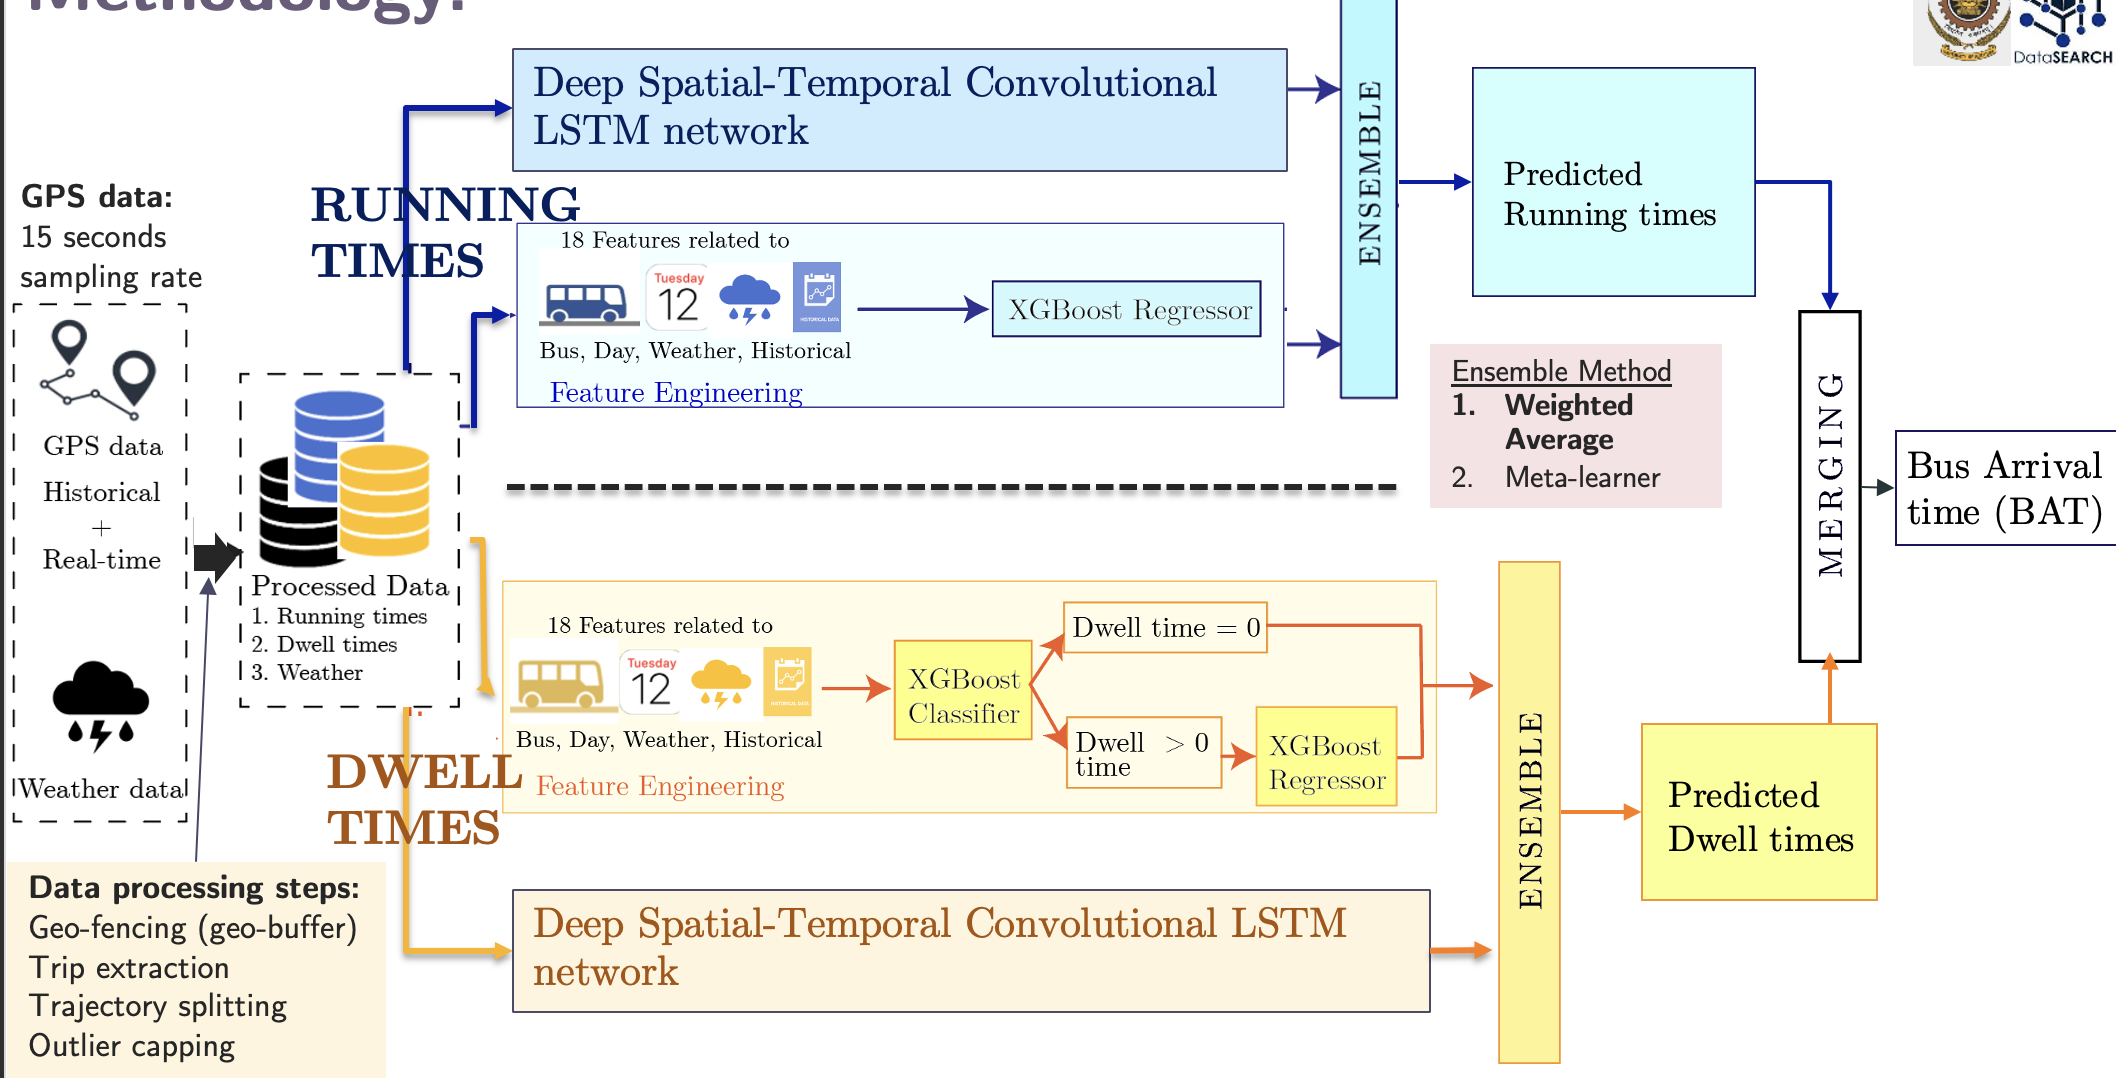 Methodology:
DataSEARCH
Deep Spatial-Temporal Convolutional
LSTM network
ENSEMBLE
Predicted
Running times
GPS data:
15 seconds
sampling rate
RUNNING
TIMES
18 Features related to
Tuesday
12
HISTORICAL DATA
XGBoost Regressor
Bus, Day, Weather, Historical
Feature Engineering
Ensemble Method
1. Weighted
Average
2. Meta-learner
MERGING
Bus Arrival
time (BAT)
GPS data
Historical
+
Real-time
Weather data
Processed Data
1. Running times
2. Dwell times
3. Weather
DWELL
TIMES
18 Features related to
Tuesday
12
HISTORICAL DATA
Bus, Day, Weather, Historical
Feature Engineering
XGBoost
Classifier
Dwell time = 0
Dwell > 0
time
XGBoost
Regressor
ENSEMBLE
Predicted
Dwell times
Data processing steps:
Geo-fencing (geo-buffer)
Trip extraction
Trajectory splitting
Outlier capping
Deep Spatial-Temporal Convolutional LSTM
network